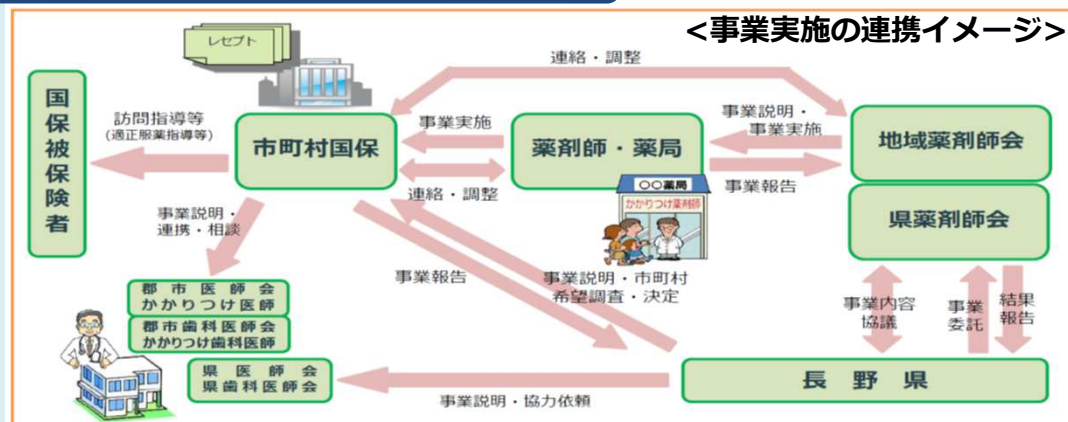 <事業実施の連携イメージ>
レセプト
連絡・調整
国保被保険者
訪問指導等
(適正服薬指導等)
市町村国保
事業実施
連絡・調整
薬剤師・薬局
〇〇薬局
かかりつけ薬剤師
事業説明・
事業実施
事業報告
地域薬剤師会
県薬剤師会
事業説明・
連携・相談
事業報告
事業説明・市町村
希望調査・決定
事業内容
協議
事業
委託
結果
報告
郡市医師会
かかりつけ医師
郡市歯科医師会
かかりつけ歯科医師
県医師会
県歯科医師会
事業説明・協力依頼
長野県